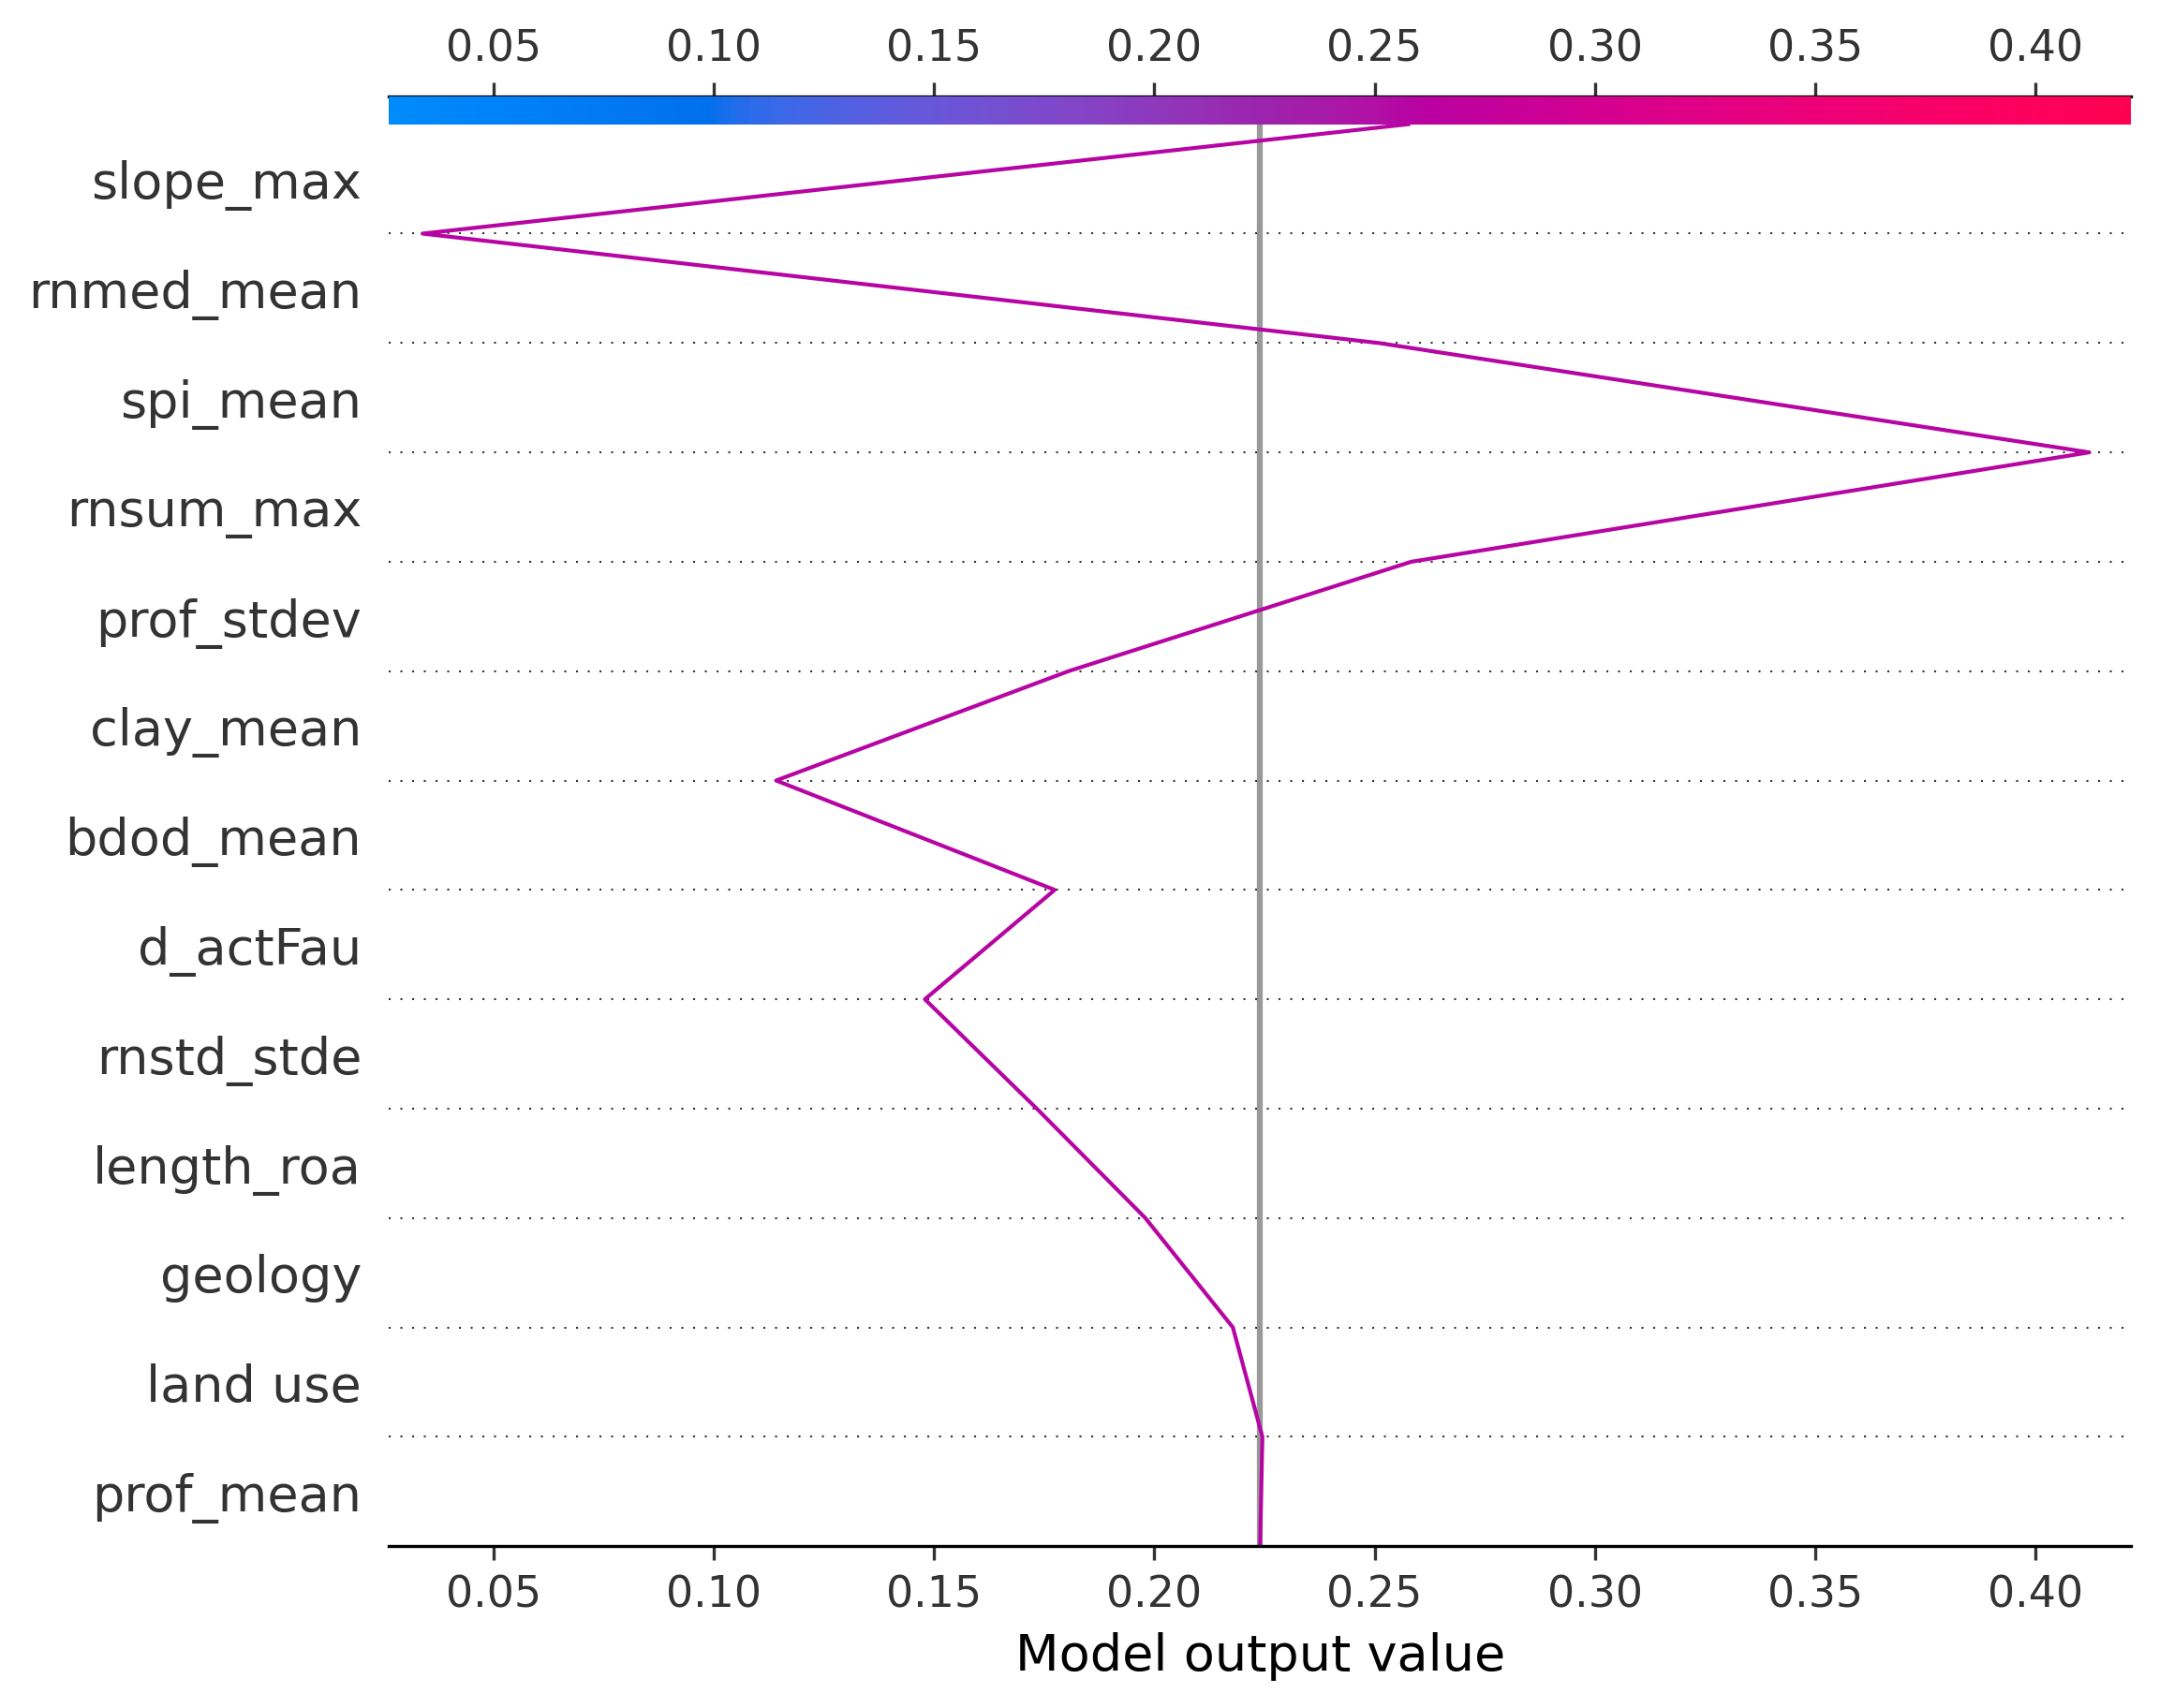 0.05 0.10 0.15 0.20 0.25 0.30 0.35 0.40
slope_max
rnmed_mean
spi_mean
rnsum_max
prof_stdev
clay_mean
bdod_mean
d_actFau
rnstd_stde
length_roa
geology
land use
prof_mean
0.05 0.10 0.15 0.20 0.25 0.30 0.35 0.40
Model output value